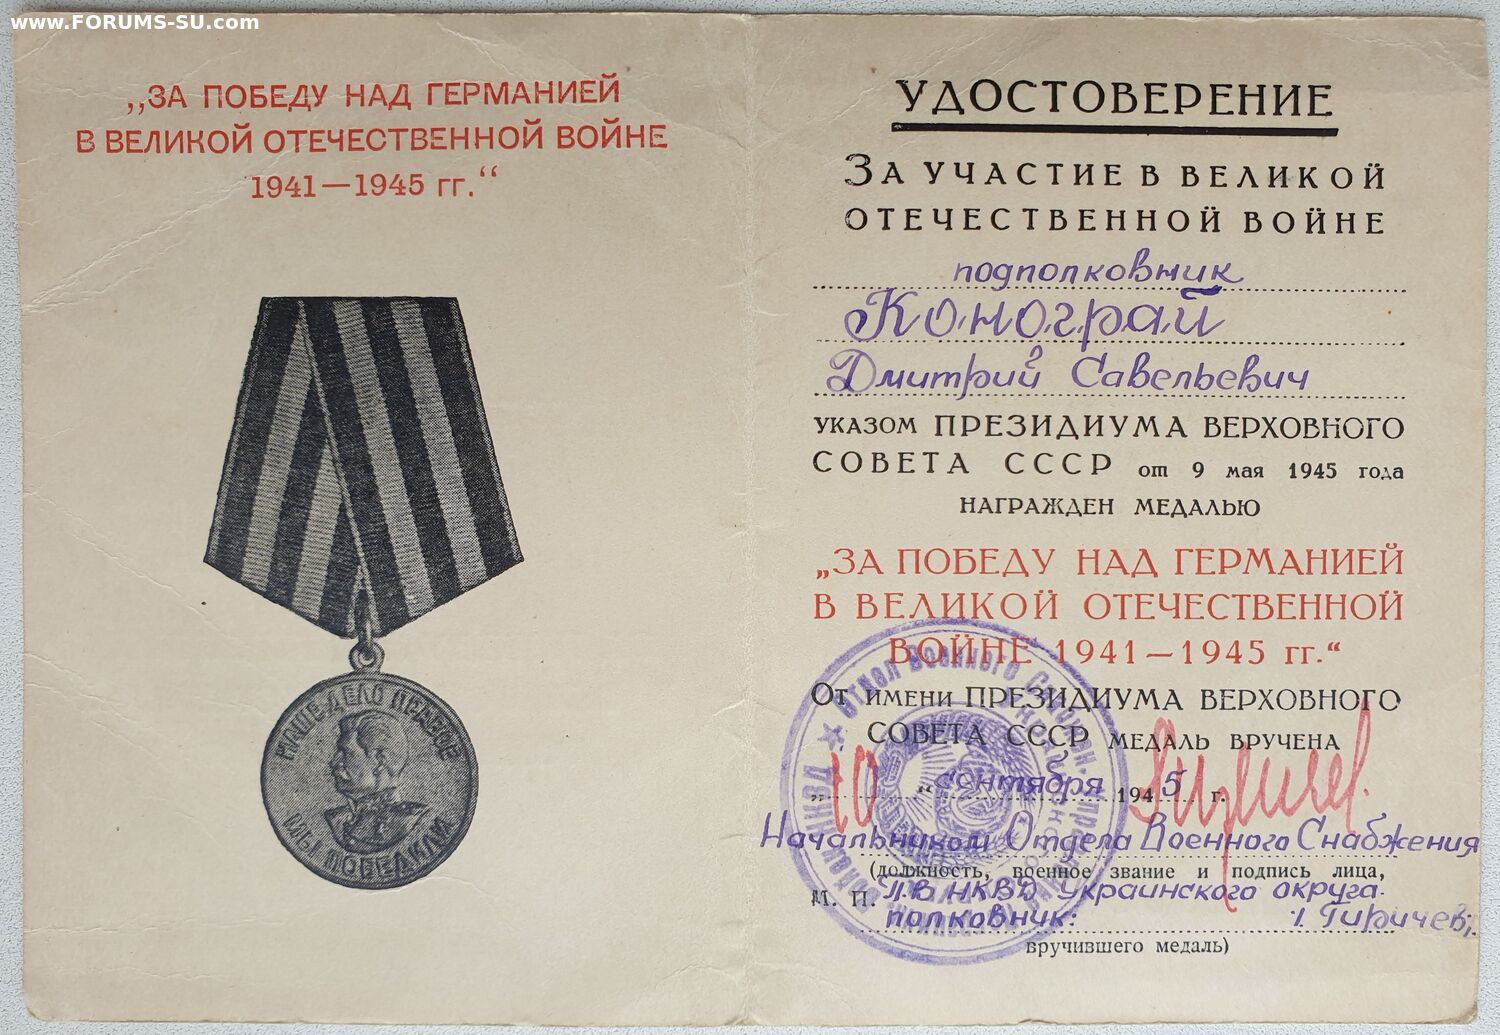 www.FORUMS-SU.com
„ЗА ПОБЕДУ НАД ГЕРМАНИЕЙ
В ВЕЛИКОЙ ОТЕЧЕСТВЕННОЙ ВОЙНЕ
1941—1945 гг.“
НАШЕ ДЕЛО ПРАВОЕ
МЫ ПОБЕДИЛИ
УДОСТОВЕРЕНИЕ
ЗА УЧАСТИЕ В ВЕЛИКОЙ
ОТЕЧЕСТВЕННОЙ ВОЙНЕ
подполковник
Конограй
Дмитрий Савельевич
УКАЗОМ ПРЕЗИДИУМА ВЕРХОВНОГО
СОВЕТА СССР от 9 мая 1945 года
НАГРАЖДЕН МЕДАЛЬЮ
„ЗА ПОБЕДУ НАД ГЕРМАНИЕЙ
В ВЕЛИКОЙ ОТЕЧЕСТВЕННОЙ
ВОЙНЕ 1941—1945 гг.“
ОТ ИМЕНИ ПРЕЗИДИУМА ВЕРХОВНОГО
СОВЕТА СССР МЕДАЛЬ ВРУЧЕНА
„10“ сентября 1945 г.
Начальником Отдела Военного Снабжения
(должность, военное звание и подпись лица,
М. П. П.В НКВД Украинского округа.
полковник: Гиричев
вручившего медаль)
Отдел Военного